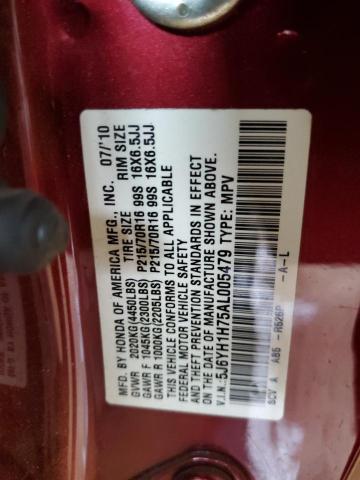 MFD. BY HONDA OF AMERICA MFG., INC. 07/'10
TIRE SIZE RIM SIZE
GVWR 2020KG(4450LBS)
GAWR F 1045KG(2300LBS) P215/70R16 99S 16X6.5JJ
GAWR R 1000KG(2205LBS) P215/70R16 99S 16X6.5JJ
THIS VEHICLE CONFORMS TO ALL APPLICABLE
FEDERAL MOTOR VEHICLE SAFETY
AND THEFT PREVENTION STANDARDS IN EFFECT
ON THE DATE OF MANUFACTURE SHOWN ABOVE.
V.I.N: 5J6YH1H75AL005479 TYPE: MPV
SCV A A85 -A-L